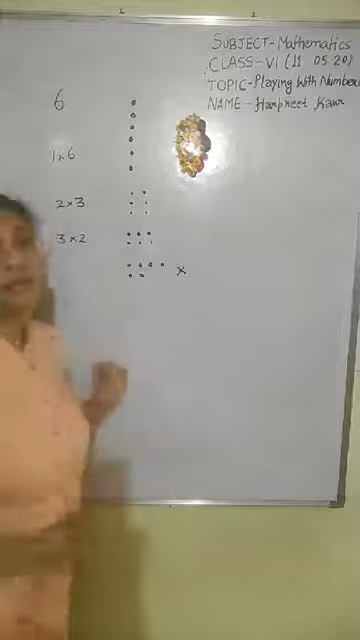 SUBJECT-Mathematics
CLASS-VI (11.05.20)
TOPIC-Playing With Numbers
NAME-Harpreet Kaur
6
1×6
2×3
3×2
×